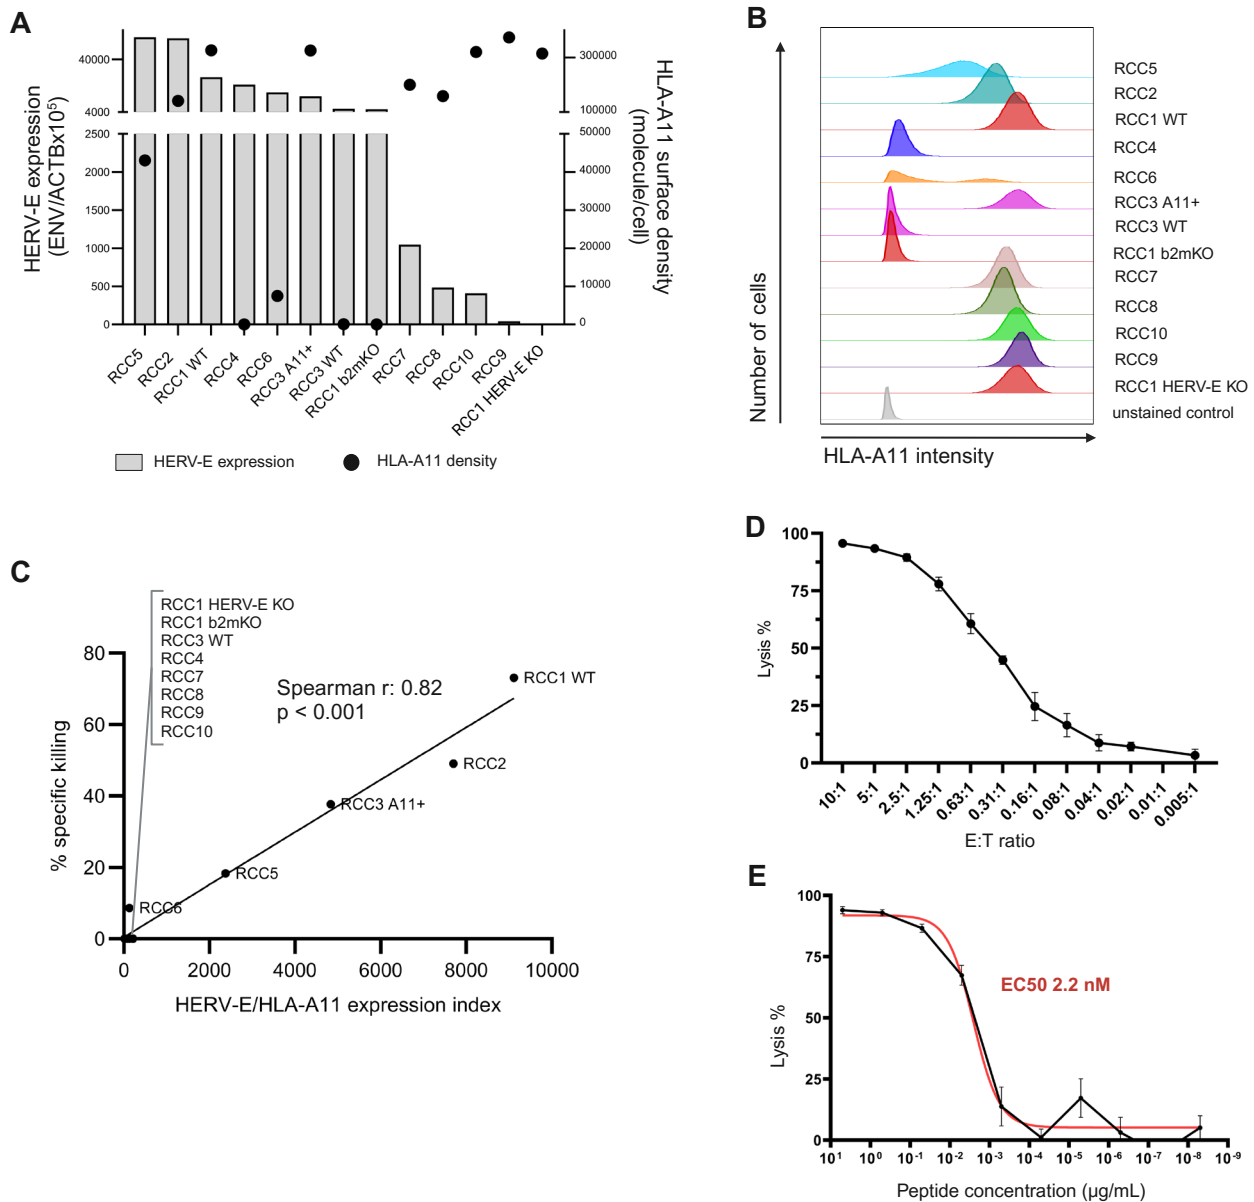 A
HERV-E expression
(ENV/ACTBx10⁵)
40000
4000
2500
2000
1500
1000
500
0
300000
100000
50000
40000
30000
20000
10000
0
HLA-A11 surface density
(molecule/cell)
RCC5
RCC2
RCC1 WT
RCC4
RCC6
RCC3 A11+
RCC3 WT
RCC1 b2mKO
RCC7
RCC8
RCC10
RCC9
RCC1 HERV-E KO
HERV-E expression
HLA-A11 density
B
Number of cells
RCC5
RCC2
RCC1 WT
RCC4
RCC6
RCC3 A11+
RCC3 WT
RCC1 b2mKO
RCC7
RCC8
RCC10
RCC9
RCC1 HERV-E KO
unstained control
HLA-A11 intensity
C
RCC1 HERV-E KO
RCC1 b2mKO
RCC3 WT
RCC4
RCC7
RCC8
RCC9
RCC10
Spearman r: 0.82
p < 0.001
% specific killing
80
60
40
20
0
RCC1 WT
RCC2
RCC3 A11+
RCC5
RCC6
0 2000 4000 6000 8000 10000
HERV-E/HLA-A11 expression index
D
Lysis %
100
75
50
25
0
10:1
5:1
2.5:1
1.25:1
0.63:1
0.31:1
0.16:1
0.08:1
0.04:1
0.02:1
0.01:1
0.005:1
E:T ratio
E
Lysis %
100
75
50
25
0
EC50 2.2 nM
10¹ 10⁰ 10⁻¹ 10⁻² 10⁻³ 10⁻⁴ 10⁻⁵ 10⁻⁶ 10⁻⁷ 10⁻⁸ 10⁻⁹
Peptide concentration (µg/mL)